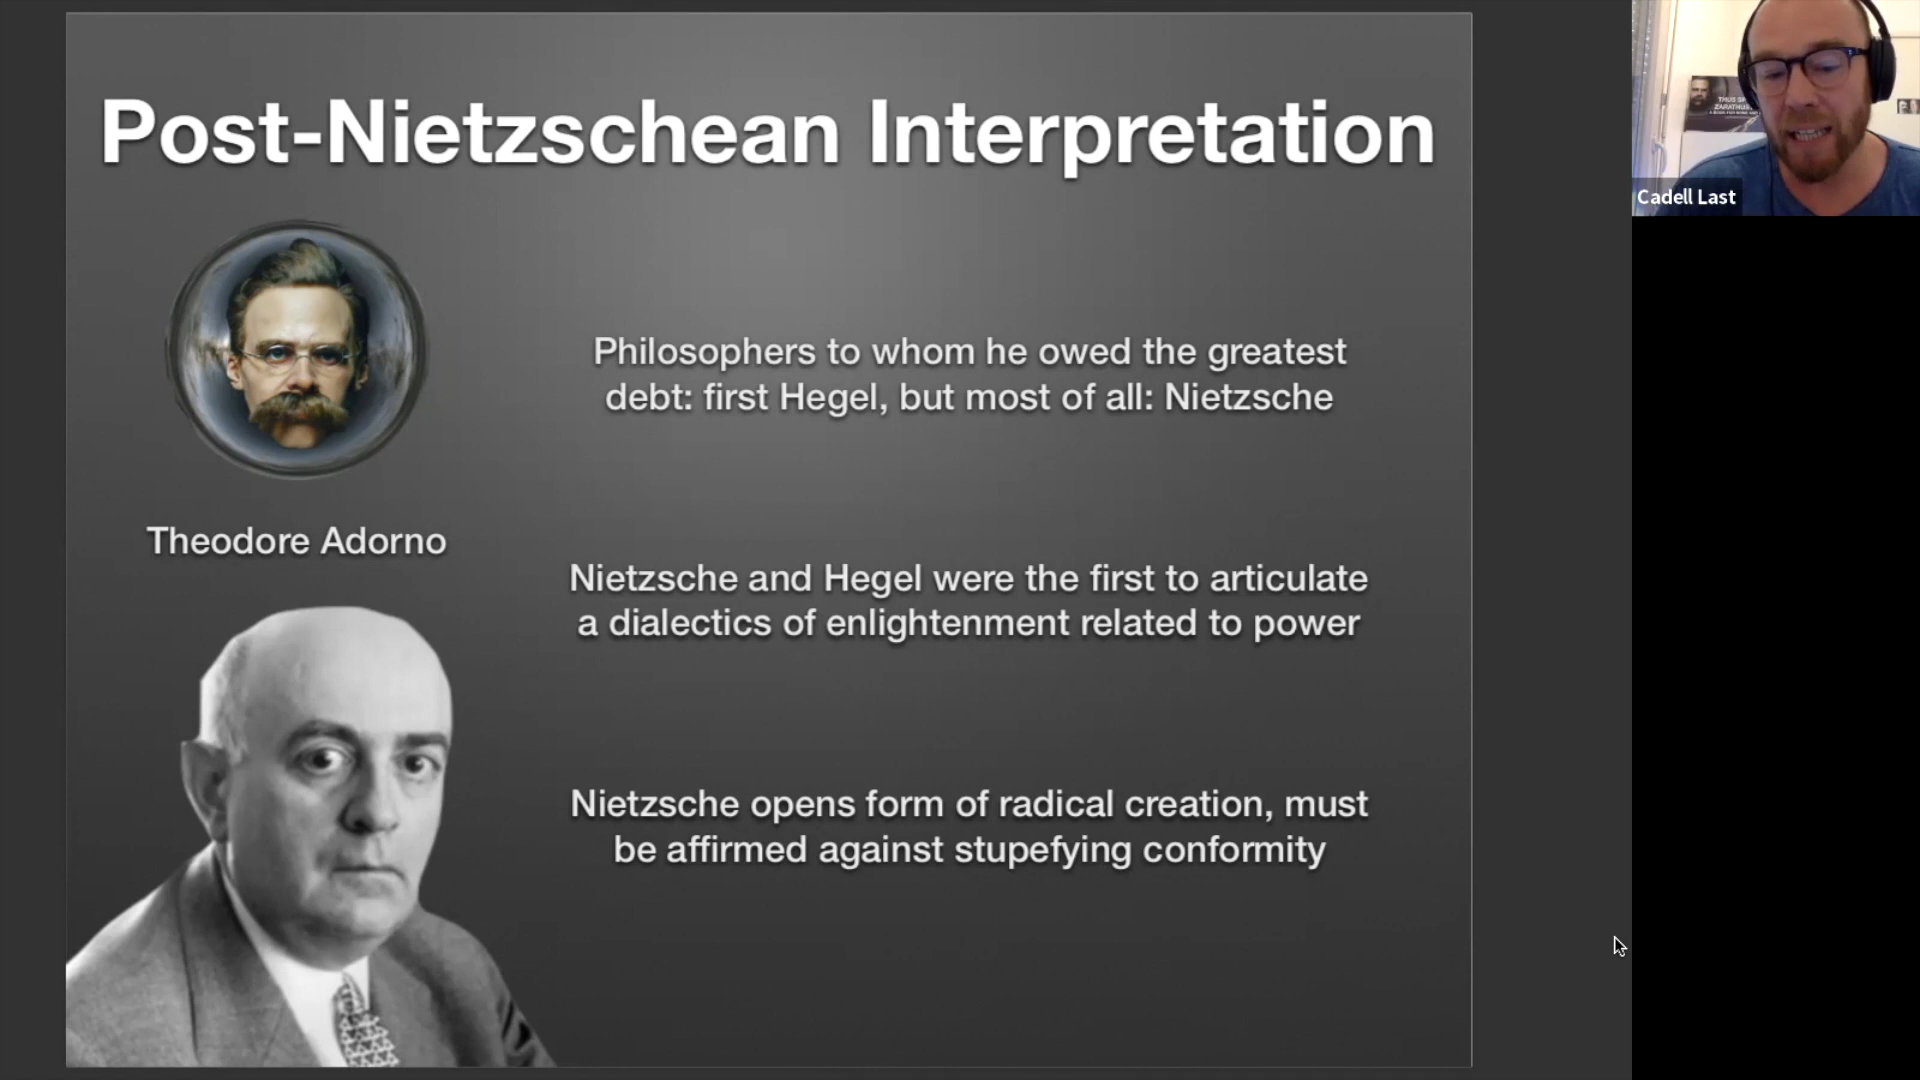 Post-Nietzschean Interpretation
Philosophers to whom he owed the greatest
debt: first Hegel, but most of all: Nietzsche
Theodore Adorno
Nietzsche and Hegel were the first to articulate
a dialectics of enlightenment related to power
Nietzsche opens form of radical creation, must
be affirmed against stupefying conformity
THUS
ZARATHUS
Cadell Last